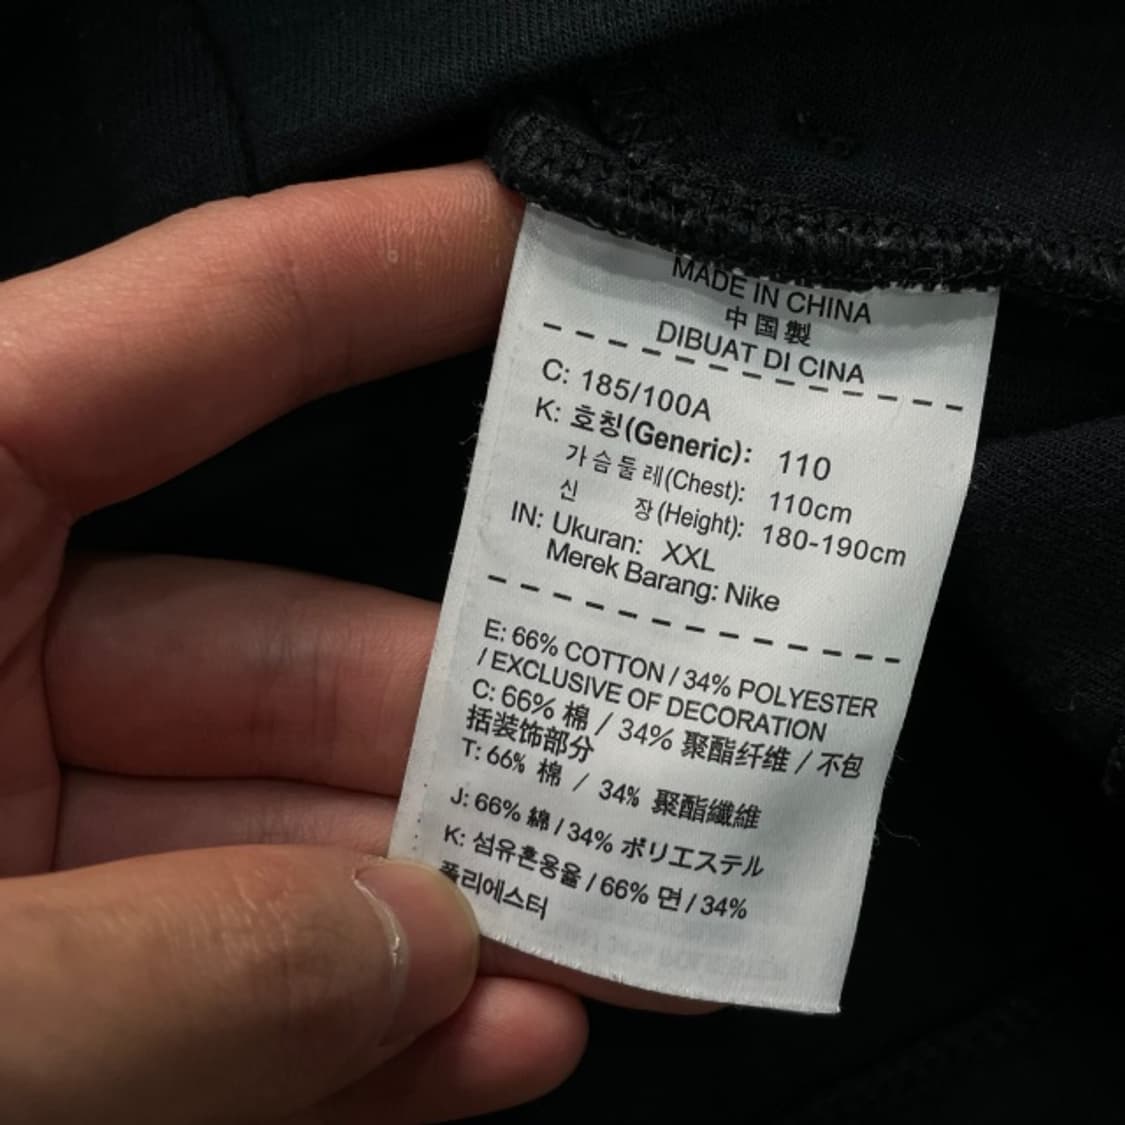 MADE IN CHINA
中国製
DIBUAT DI CINA
C: 185/100A
K: 호칭(Generic): 110
가슴둘레(Chest): 110cm
신 장(Height): 180-190cm
IN: Ukuran: XXL
Merek Barang: Nike
E: 66% COTTON / 34% POLYESTER
/ EXCLUSIVE OF DECORATION
C: 66% 棉 / 34% 聚酯纤维 / 不包
括装饰部分
T: 66% 棉 / 34% 聚酯纖維
J: 66% 綿 / 34% ポリエステル
K: 섬유혼용율 / 66% 면 / 34%
폴리에스터